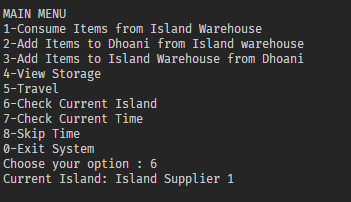 MAIN MENU
1-Consume Items from Island Warehouse
2-Add Items to Dhoani from Island warehouse
3-Add Items to Island Warehouse from Dhoani
4-View Storage
5-Travel
6-Check Current Island
7-Check Current Time
8-Skip Time
0-Exit System
Choose your option : 6
Current Island: Island Supplier 1